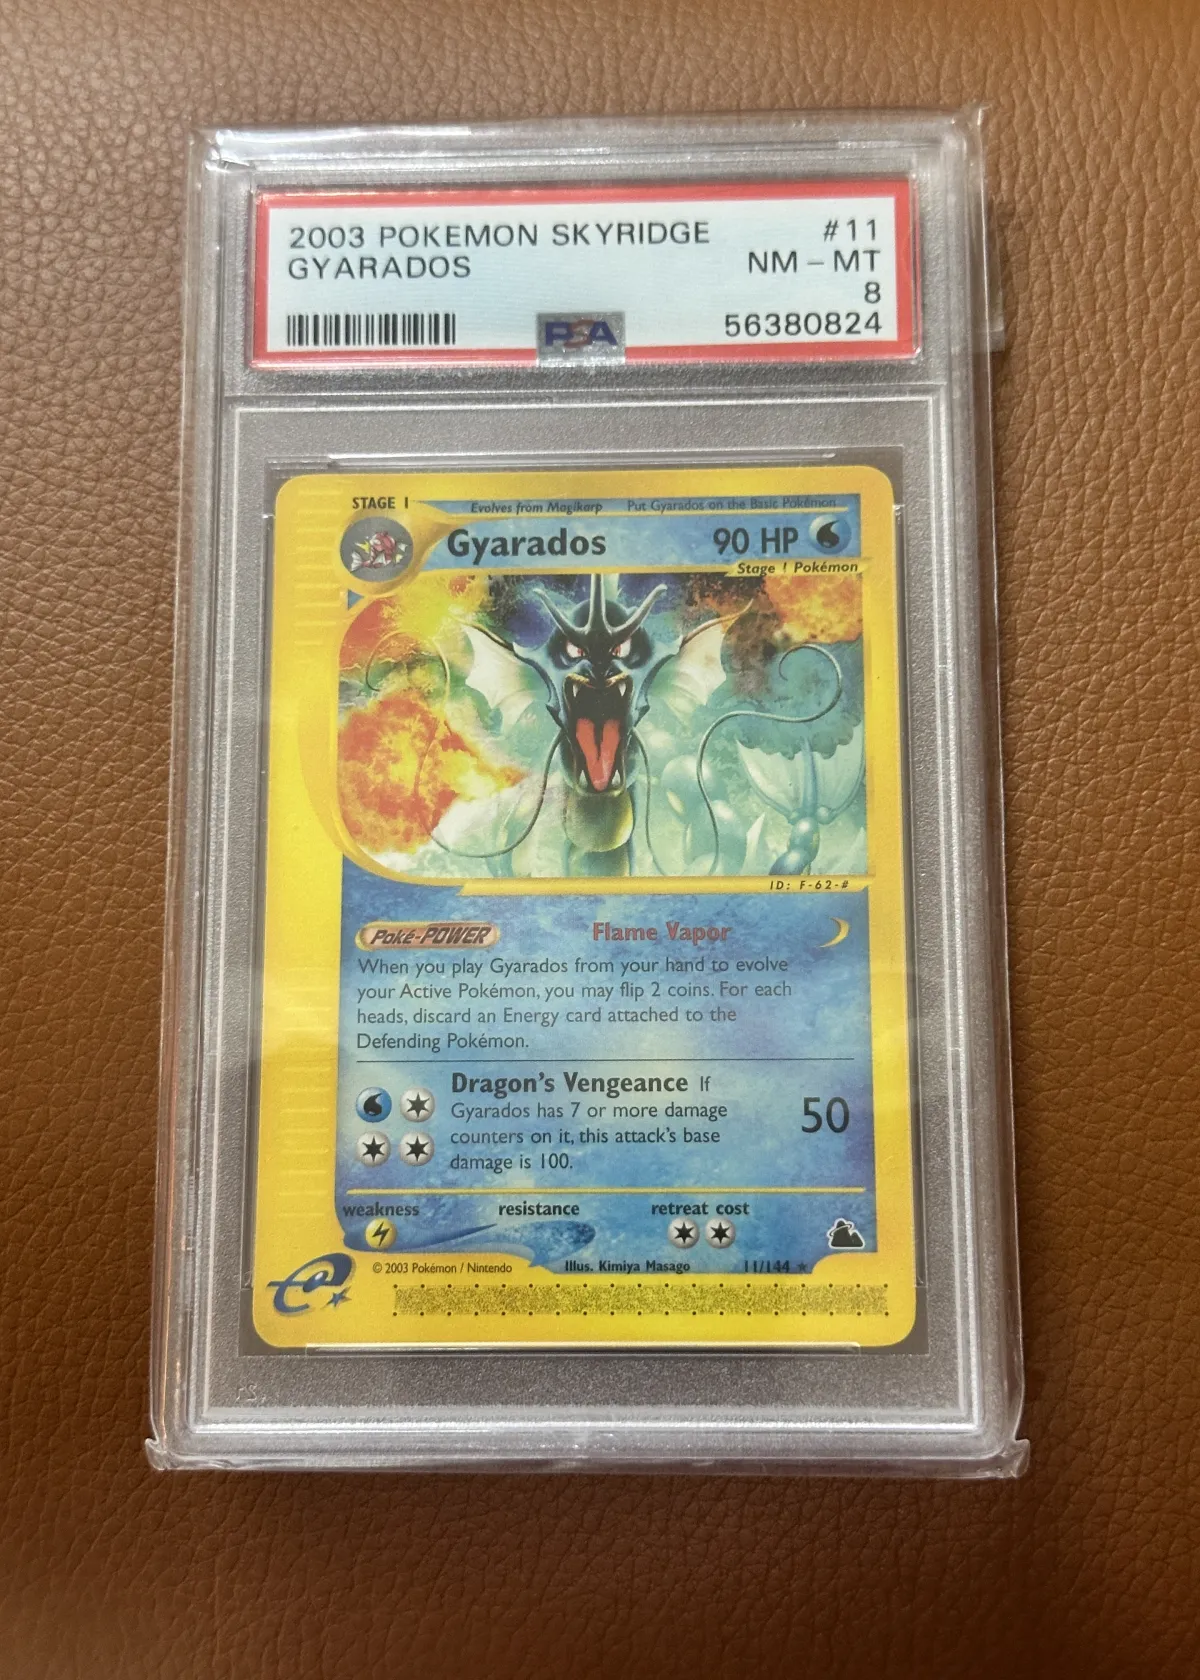 2003 POKEMON SKYRIDGE #11
GYARADOS NM - MT
8
PSA 56380824
STAGE 1 Evolves from Magikarp Put Gyarados on the Basic Pokémon
Gyarados 90 HP
Stage 1 Pokémon
ID: F-62-#
Poké-POWER Flame Vapor
When you play Gyarados from your hand to evolve
your Active Pokémon, you may flip 2 coins. For each
heads, discard an Energy card attached to the
Defending Pokémon.
Dragon's Vengeance If
Gyarados has 7 or more damage
counters on it, this attack's base
damage is 100.
50
weakness resistance retreat cost
© 2003 Pokémon / Nintendo Illus. Kimiya Masago 11/144
e